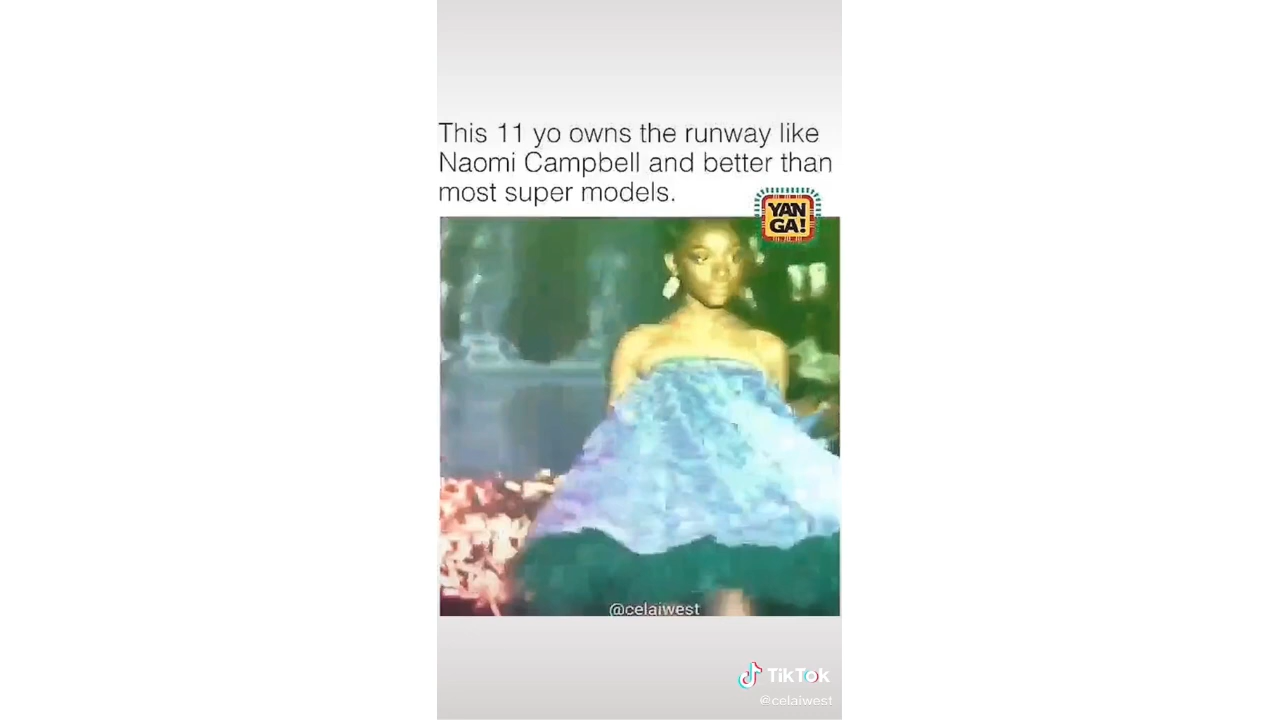 This 11 yo owns the runway like
Naomi Campbell and better than
most super models.
YAN
GA!
@celaiwest
TikTok
@celaiwest